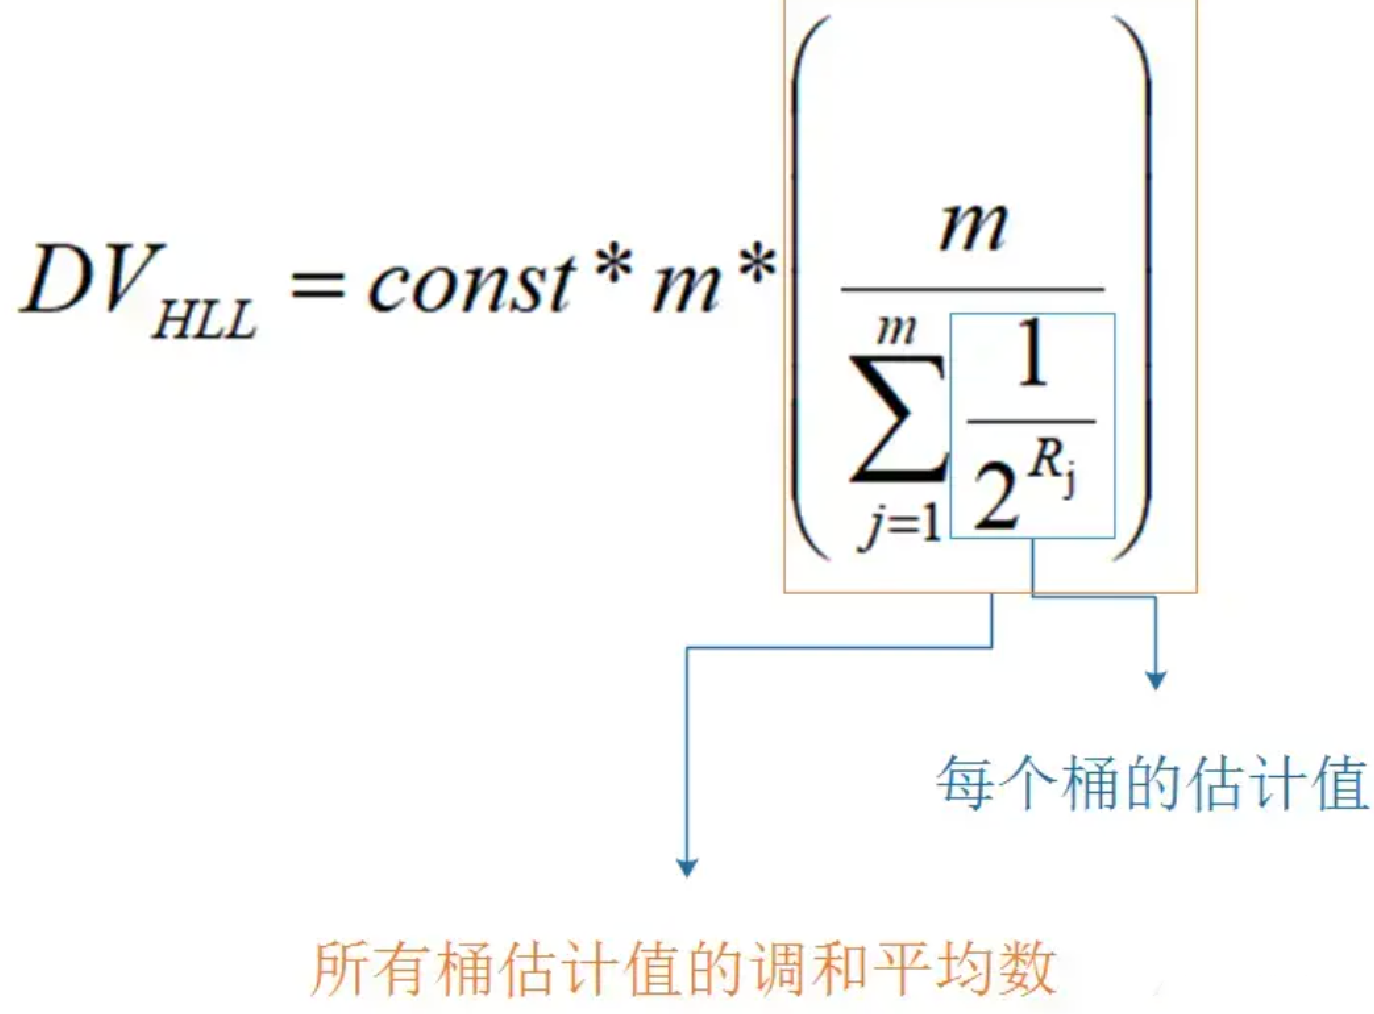 DV_{HLL} = const * m * \left( \frac{m}{\sum_{j=1}^{m} \frac{1}{2^{R_j}}} \right)
每个桶的估计值
所有桶估计值的调和平均数